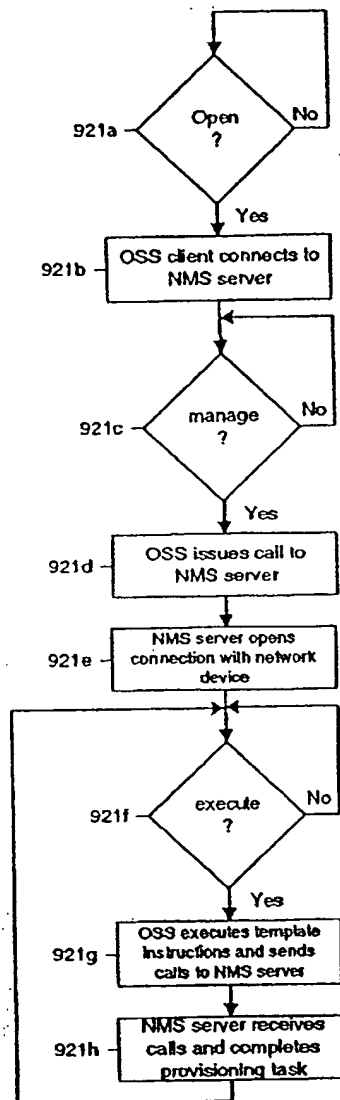 Open
?
No
921a
Yes
OSS client connects to
NMS server
921b
manage
?
No
921c
Yes
OSS issues call to
NMS server
921d
NMS server opens
connection with network
device
921e
execute
?
No
921f
Yes
OSS executes template
instructions and sends
calls to NMS server
921g
NMS server receives
calls and completes
provisioning task
921h